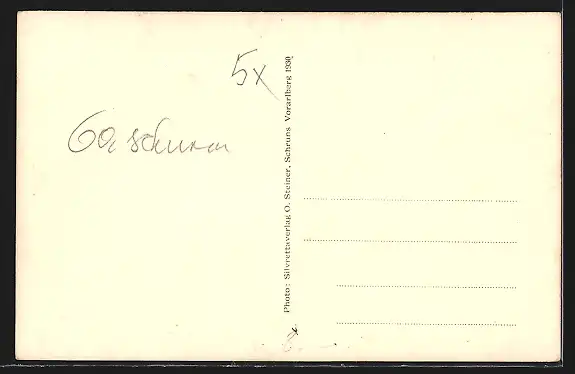 5x
Gaschurn
Photo: Silvrettaverlag O. Steiner, Schruns Vorarlberg 1930